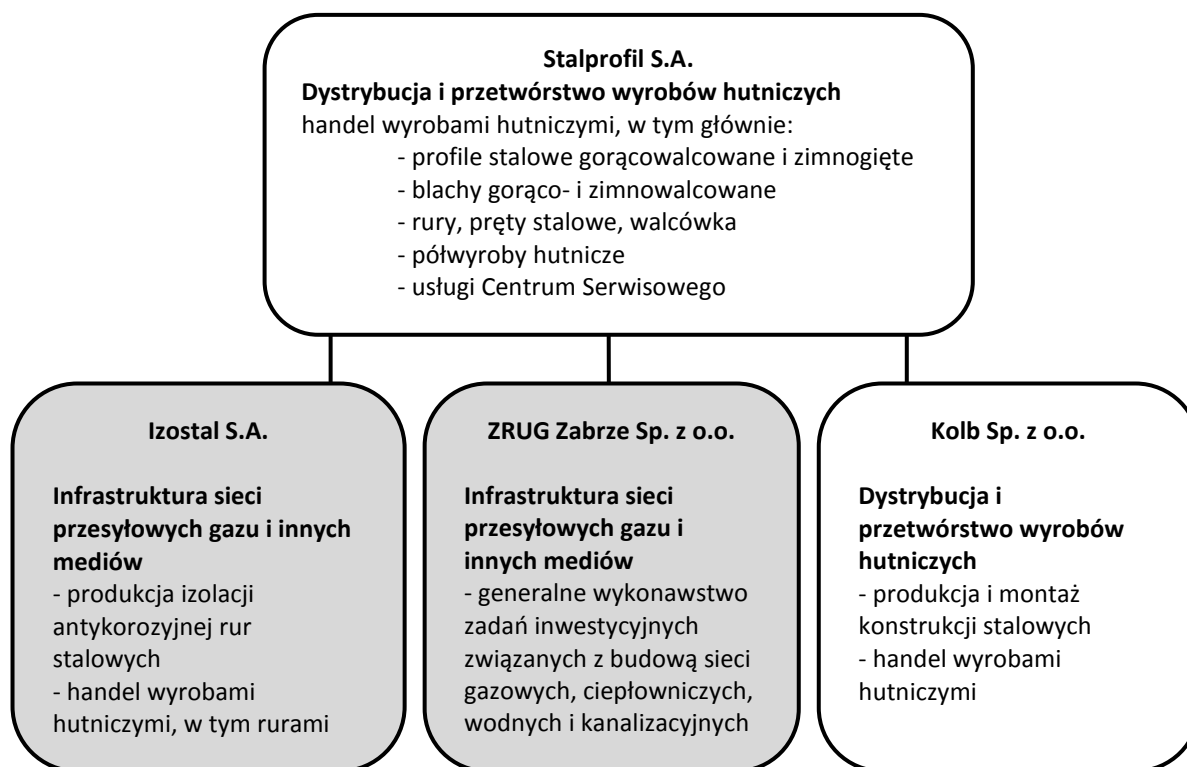 Stalprofil S.A.
Dystrybucja i przetwórstwo wyrobów hutniczych
handel wyrobami hutniczymi, w tym głównie:
- profile stalowe gorącowalcowane i zimnogięte
- blachy gorąco- i zimnowalcowane
- rury, pręty stalowe, walcówka
- półwyroby hutnicze
- usługi Centrum Serwisowego
Izostal S.A.
Infrastruktura sieci
przesyłowych gazu i innych
mediów
- produkcja izolacji
antykorozyjnej rur
stalowych
- handel wyrobami
hutniczymi, w tym rurami
ZRUG Zabrze Sp. z o.o.
Infrastruktura sieci
przesyłowych gazu i
innych mediów
- generalne wykonawstwo
zadań inwestycyjnych
związanych z budową sieci
gazowych, ciepłowniczych,
wodnych i kanalizacyjnych
Kolb Sp. z o.o.
Dystrybucja i
przetwórstwo wyrobów
hutniczych
- produkcja i montaż
konstrukcji stalowych
- handel wyrobami
hutniczymi